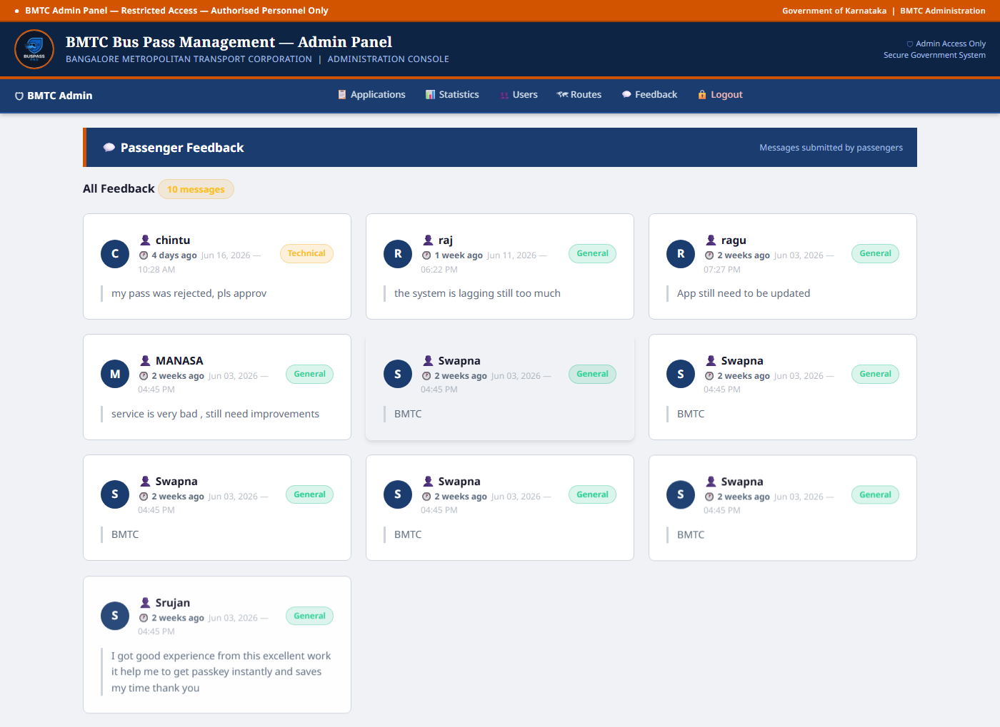 BMTC Admin Panel — Restricted Access — Authorised Personnel Only
Government of Karnataka | BMTC Administration
BUSPASS
PRO
BMTC Bus Pass Management — Admin Panel
BANGALORE METROPOLITAN TRANSPORT CORPORATION | ADMINISTRATION CONSOLE
Admin Access Only
Secure Government System
BMTC Admin
Applications
Statistics
Users
Routes
Feedback
Logout
Passenger Feedback
Messages submitted by passengers
All Feedback
10 messages
C
chintu
4 days ago Jun 16, 2026 —
10:28 AM
Technical
my pass was rejected, pls approv
R
raj
1 week ago Jun 11, 2026 —
06:22 PM
General
the system is lagging still too much
R
ragu
2 weeks ago Jun 03, 2026 —
07:27 PM
General
App still need to be updated
M
MANASA
2 weeks ago Jun 03, 2026 —
04:45 PM
General
service is very bad , still need improvements
S
Swapna
2 weeks ago Jun 03, 2026 —
04:45 PM
General
BMTC
S
Swapna
2 weeks ago Jun 03, 2026 —
04:45 PM
General
BMTC
S
Swapna
2 weeks ago Jun 03, 2026 —
04:45 PM
General
BMTC
S
Swapna
2 weeks ago Jun 03, 2026 —
04:45 PM
General
BMTC
S
Swapna
2 weeks ago Jun 03, 2026 —
04:45 PM
General
BMTC
S
Srujan
2 weeks ago Jun 03, 2026 —
04:45 PM
General
I got good experience from this excellent work
it help me to get passkey instantly and saves
my time thank you